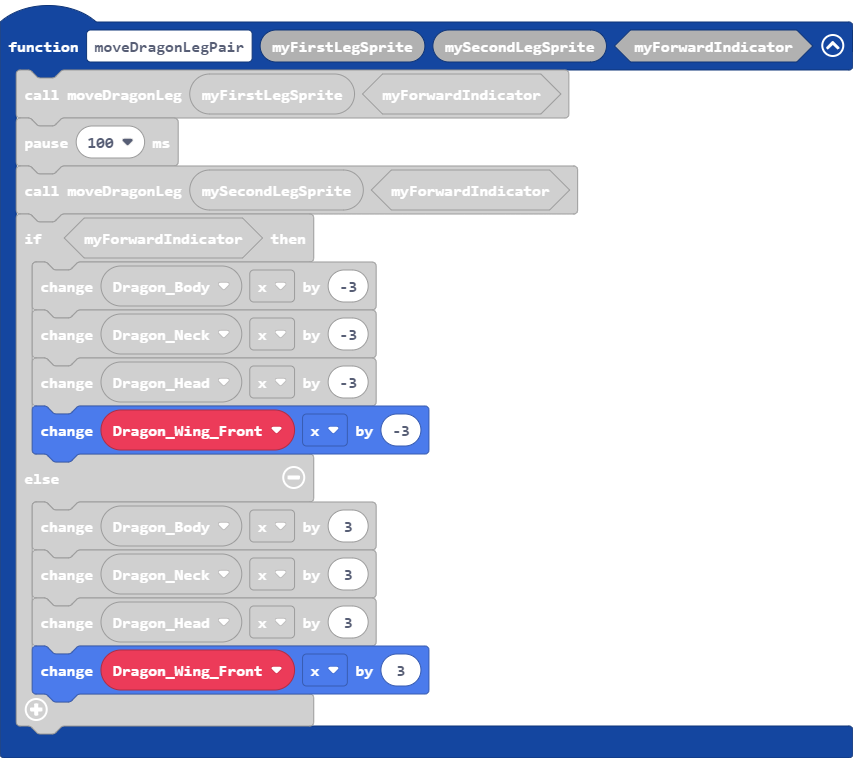 function moveDragonLegPair myFirstLegSprite mySecondLegSprite myForwardIndicator
call moveDragonLeg myFirstLegSprite myForwardIndicator
pause 100 ms
call moveDragonLeg mySecondLegSprite myForwardIndicator
if myForwardIndicator then
change Dragon_Body x by -3
change Dragon_Neck x by -3
change Dragon_Head x by -3
change Dragon_Wing_Front x by -3
else
change Dragon_Body x by 3
change Dragon_Neck x by 3
change Dragon_Head x by 3
change Dragon_Wing_Front x by 3